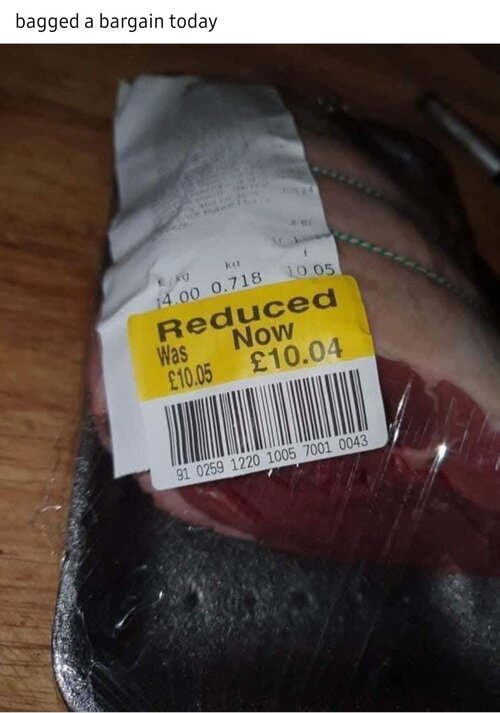 bagged a bargain today
£/kg kg £
14.00 0.718 10.05
Reduced
Was Now
£10.05 £10.04
91 0259 1220 1005 7001 0043